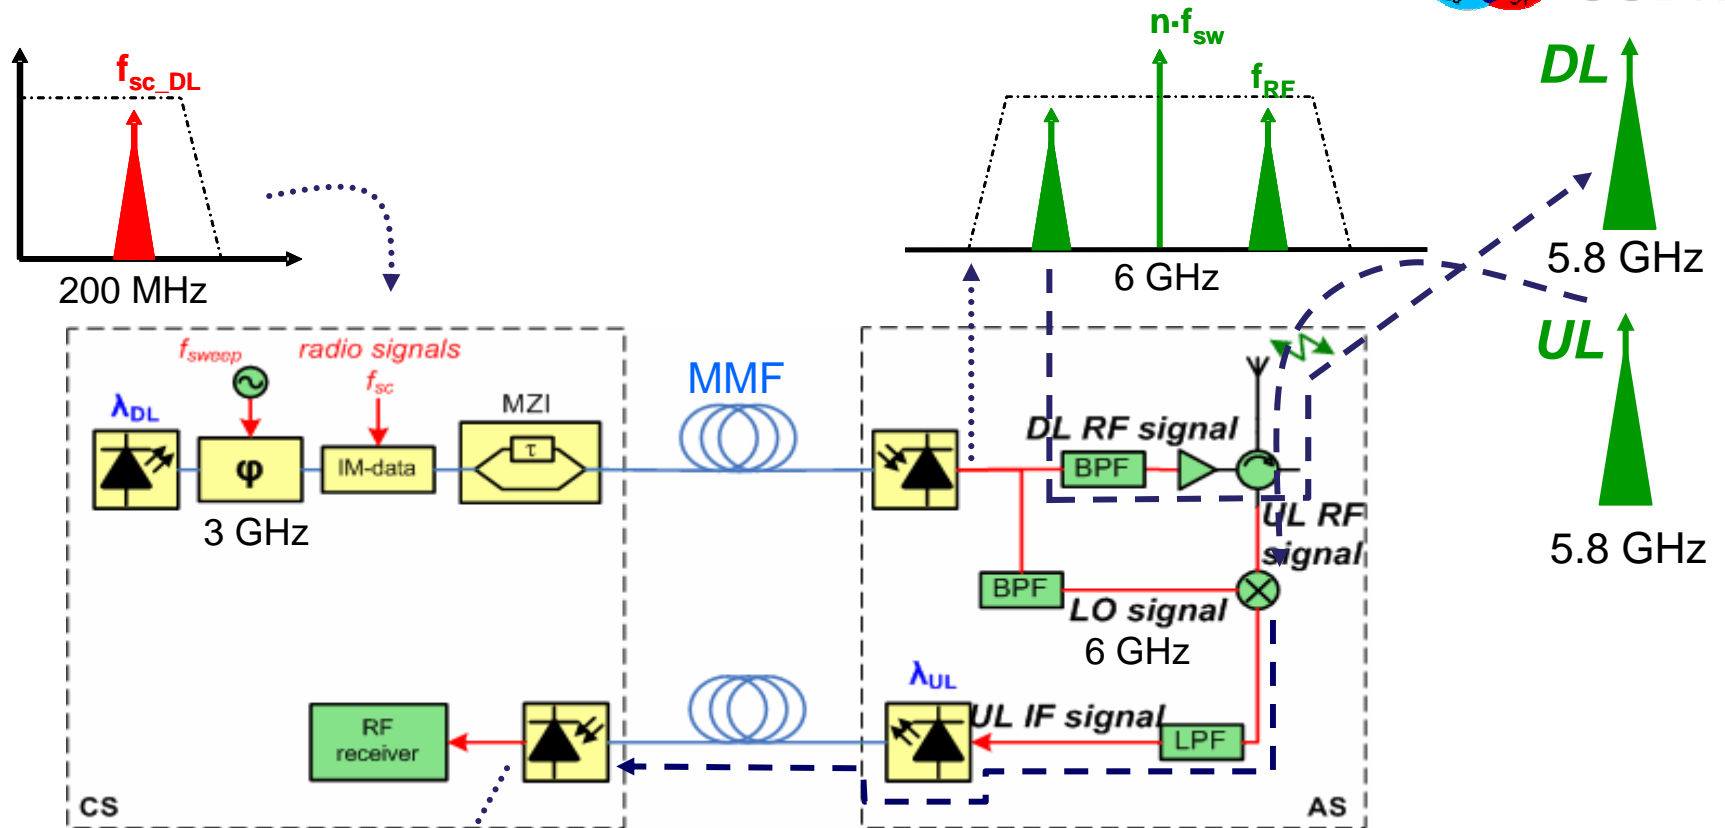 n·fsw
DL
fsc_DL
fRF
200 MHz
6 GHz
5.8 GHz
UL
fsweep
radio signals
fsc
λDL
MZI
MMF
τ
φ
IM-data
DL RF signal
BPF
3 GHz
UL RF
signal
5.8 GHz
BPF
LO signal
6 GHz
λUL
RF
receiver
UL IF signal
LPF
CS
AS